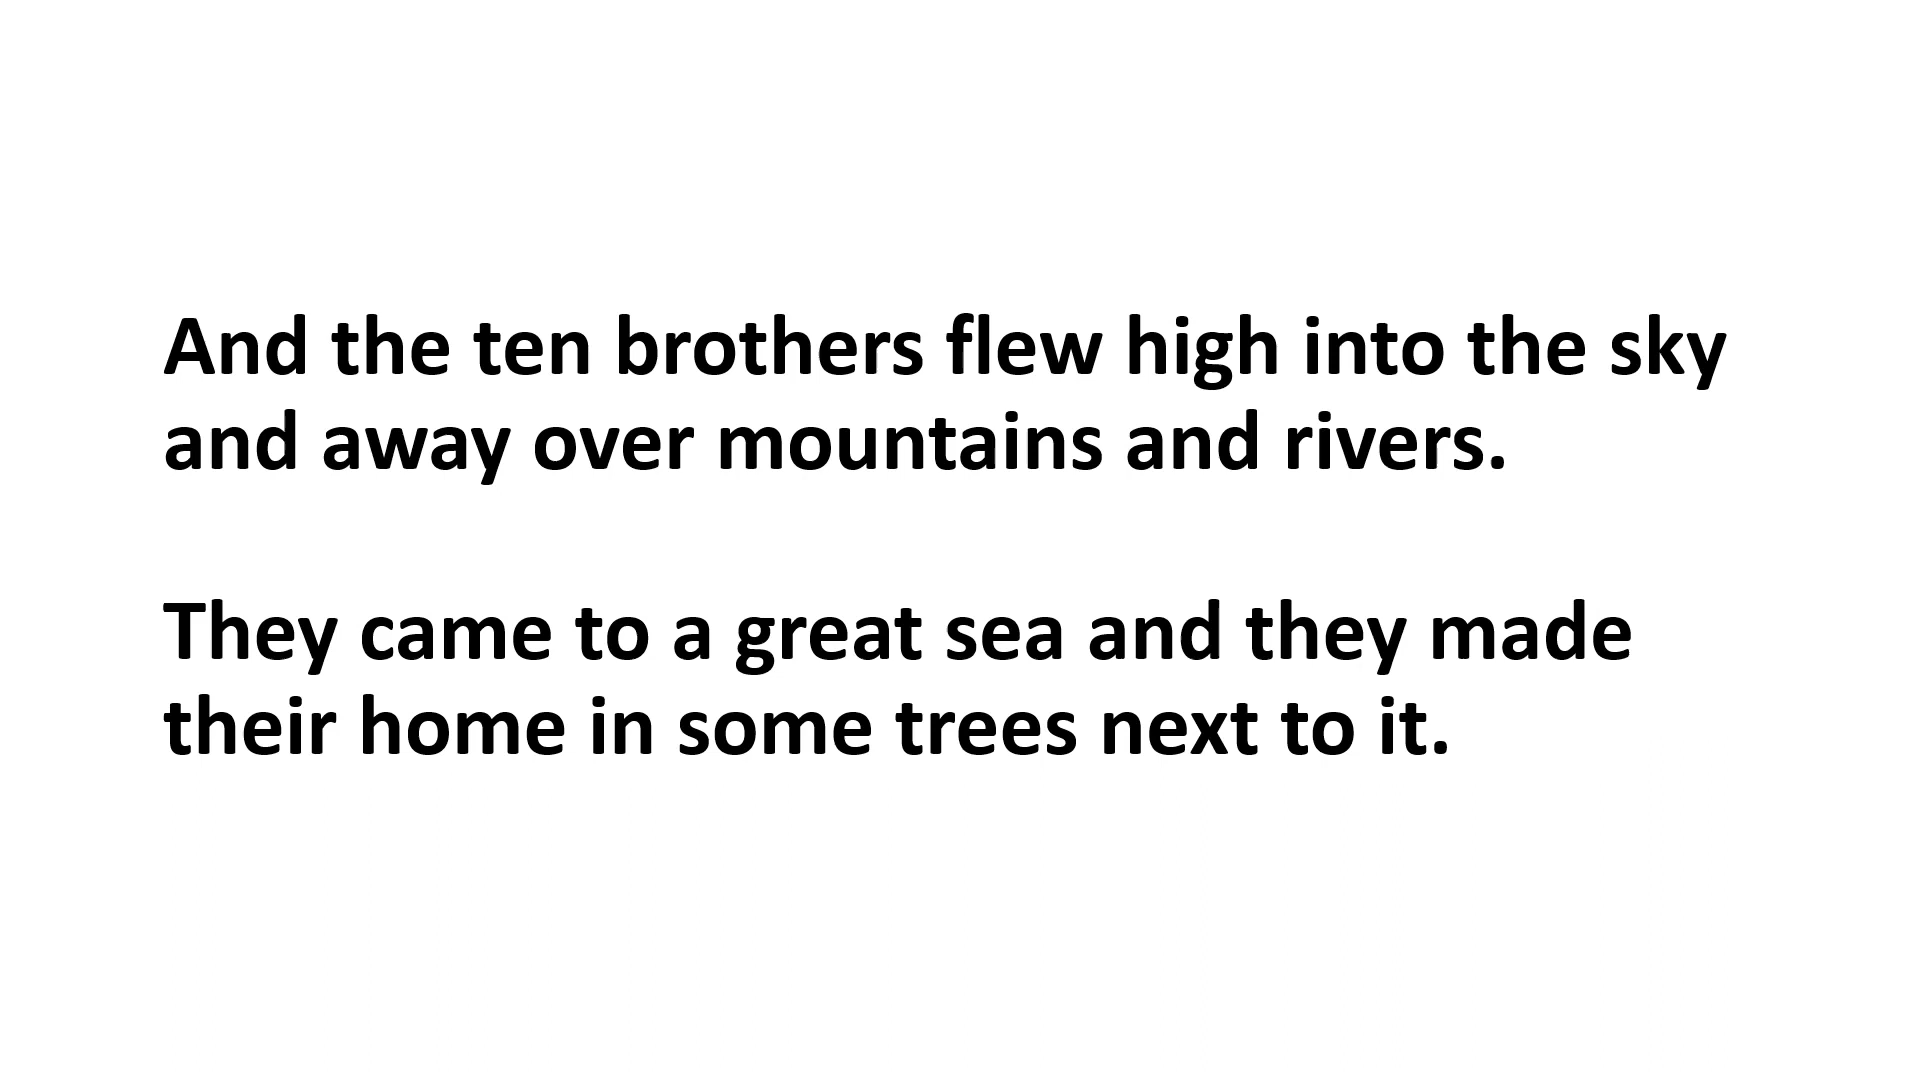 And the ten brothers flew high into the sky
and away over mountains and rivers.
They came to a great sea and they made
their home in some trees next to it.